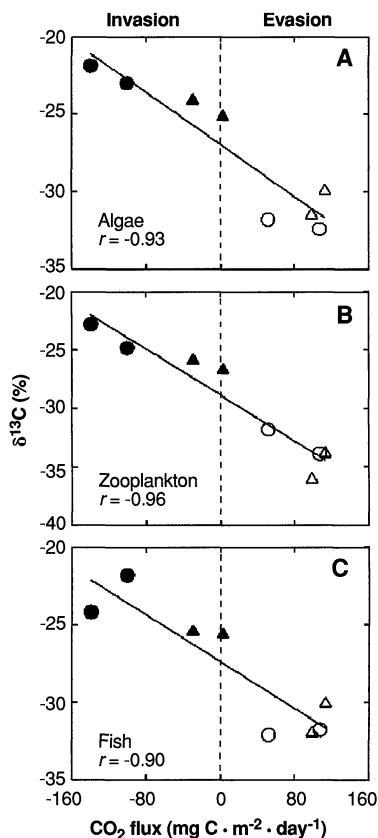 Invasion Evasion
-20
A
-25
-30
Algae
r = -0.93
-35
-20
B
-25
-30
δ13C (%)
-35
Zooplankton
r = -0.96
-40
-20
C
-25
-30
Fish
r = -0.90
-35
-160 -80 0 80 160
CO2 flux (mg C · m-2 · day-1)